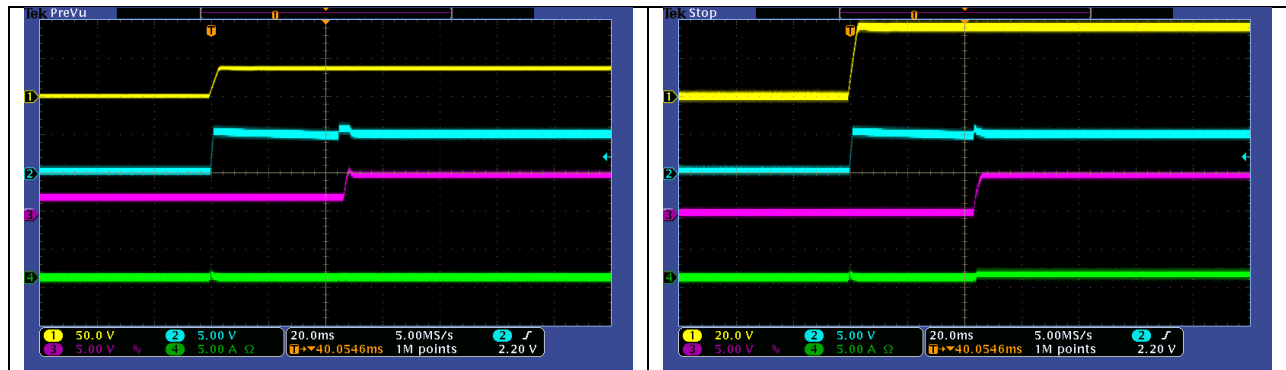 Tek PreVu
T
T
1
2
3
4
1 50.0 V 2 5.00 V
3 5.00 V BW 4 5.00 A Ω
20.0ms 5.00MS/s 2
T→▼40.0546ms 1M points 2.20 V
Tek Stop
T
T
1
2
3
4
1 20.0 V 2 5.00 V
3 5.00 V BW 4 5.00 A Ω
20.0ms 5.00MS/s 2
T→▼40.0546ms 1M points 2.20 V